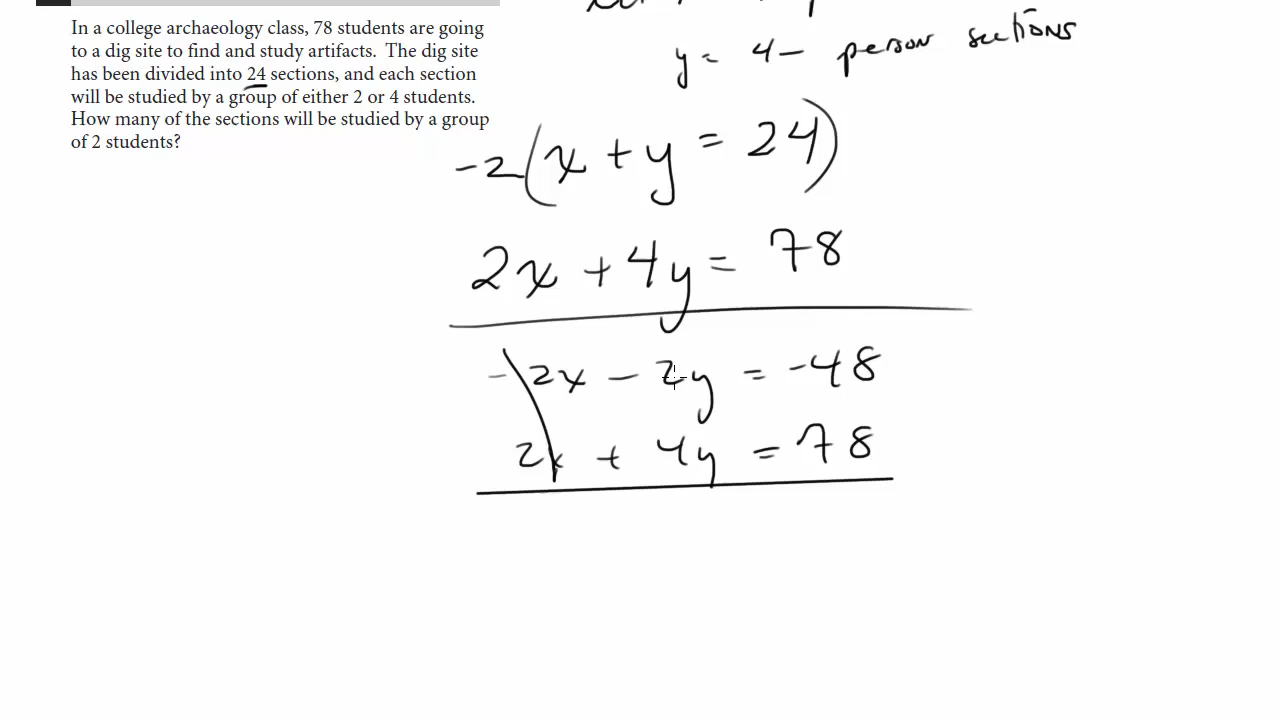 In a college archaeology class, 78 students are going
to a dig site to find and study artifacts. The dig site
has been divided into 24 sections, and each section
will be studied by a group of either 2 or 4 students.
How many of the sections will be studied by a group
of 2 students?
y = 4 - person sections
-2(x + y = 24)
2x + 4y = 78
-2x - 2y = -48
2x + 4y = 78